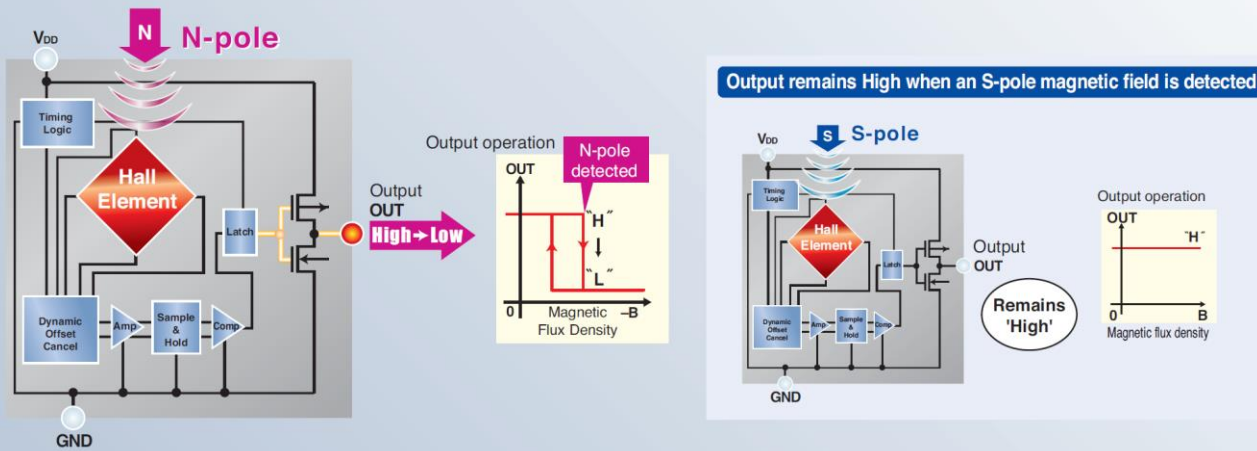 N
N-pole
VDD
Timing
Logic
Hall
Element
Latch
Dynamic
Offset
Cancel
Amp
Sample
&
Hold
Comp
GND
Output
OUT
High→Low
Output operation
N-pole
detected
OUT
"H"
"L"
0
Magnetic
Flux Density
–B
Output remains High when an S-pole magnetic field is detected
S
S-pole
VDD
Timing
Logic
Hall
Element
Latch
Dynamic
Offset
Cancel
Amp
Sample
&
Hold
Comp
GND
Output
OUT
Remains
'High'
Output operation
OUT
"H"
0
B
Magnetic flux density